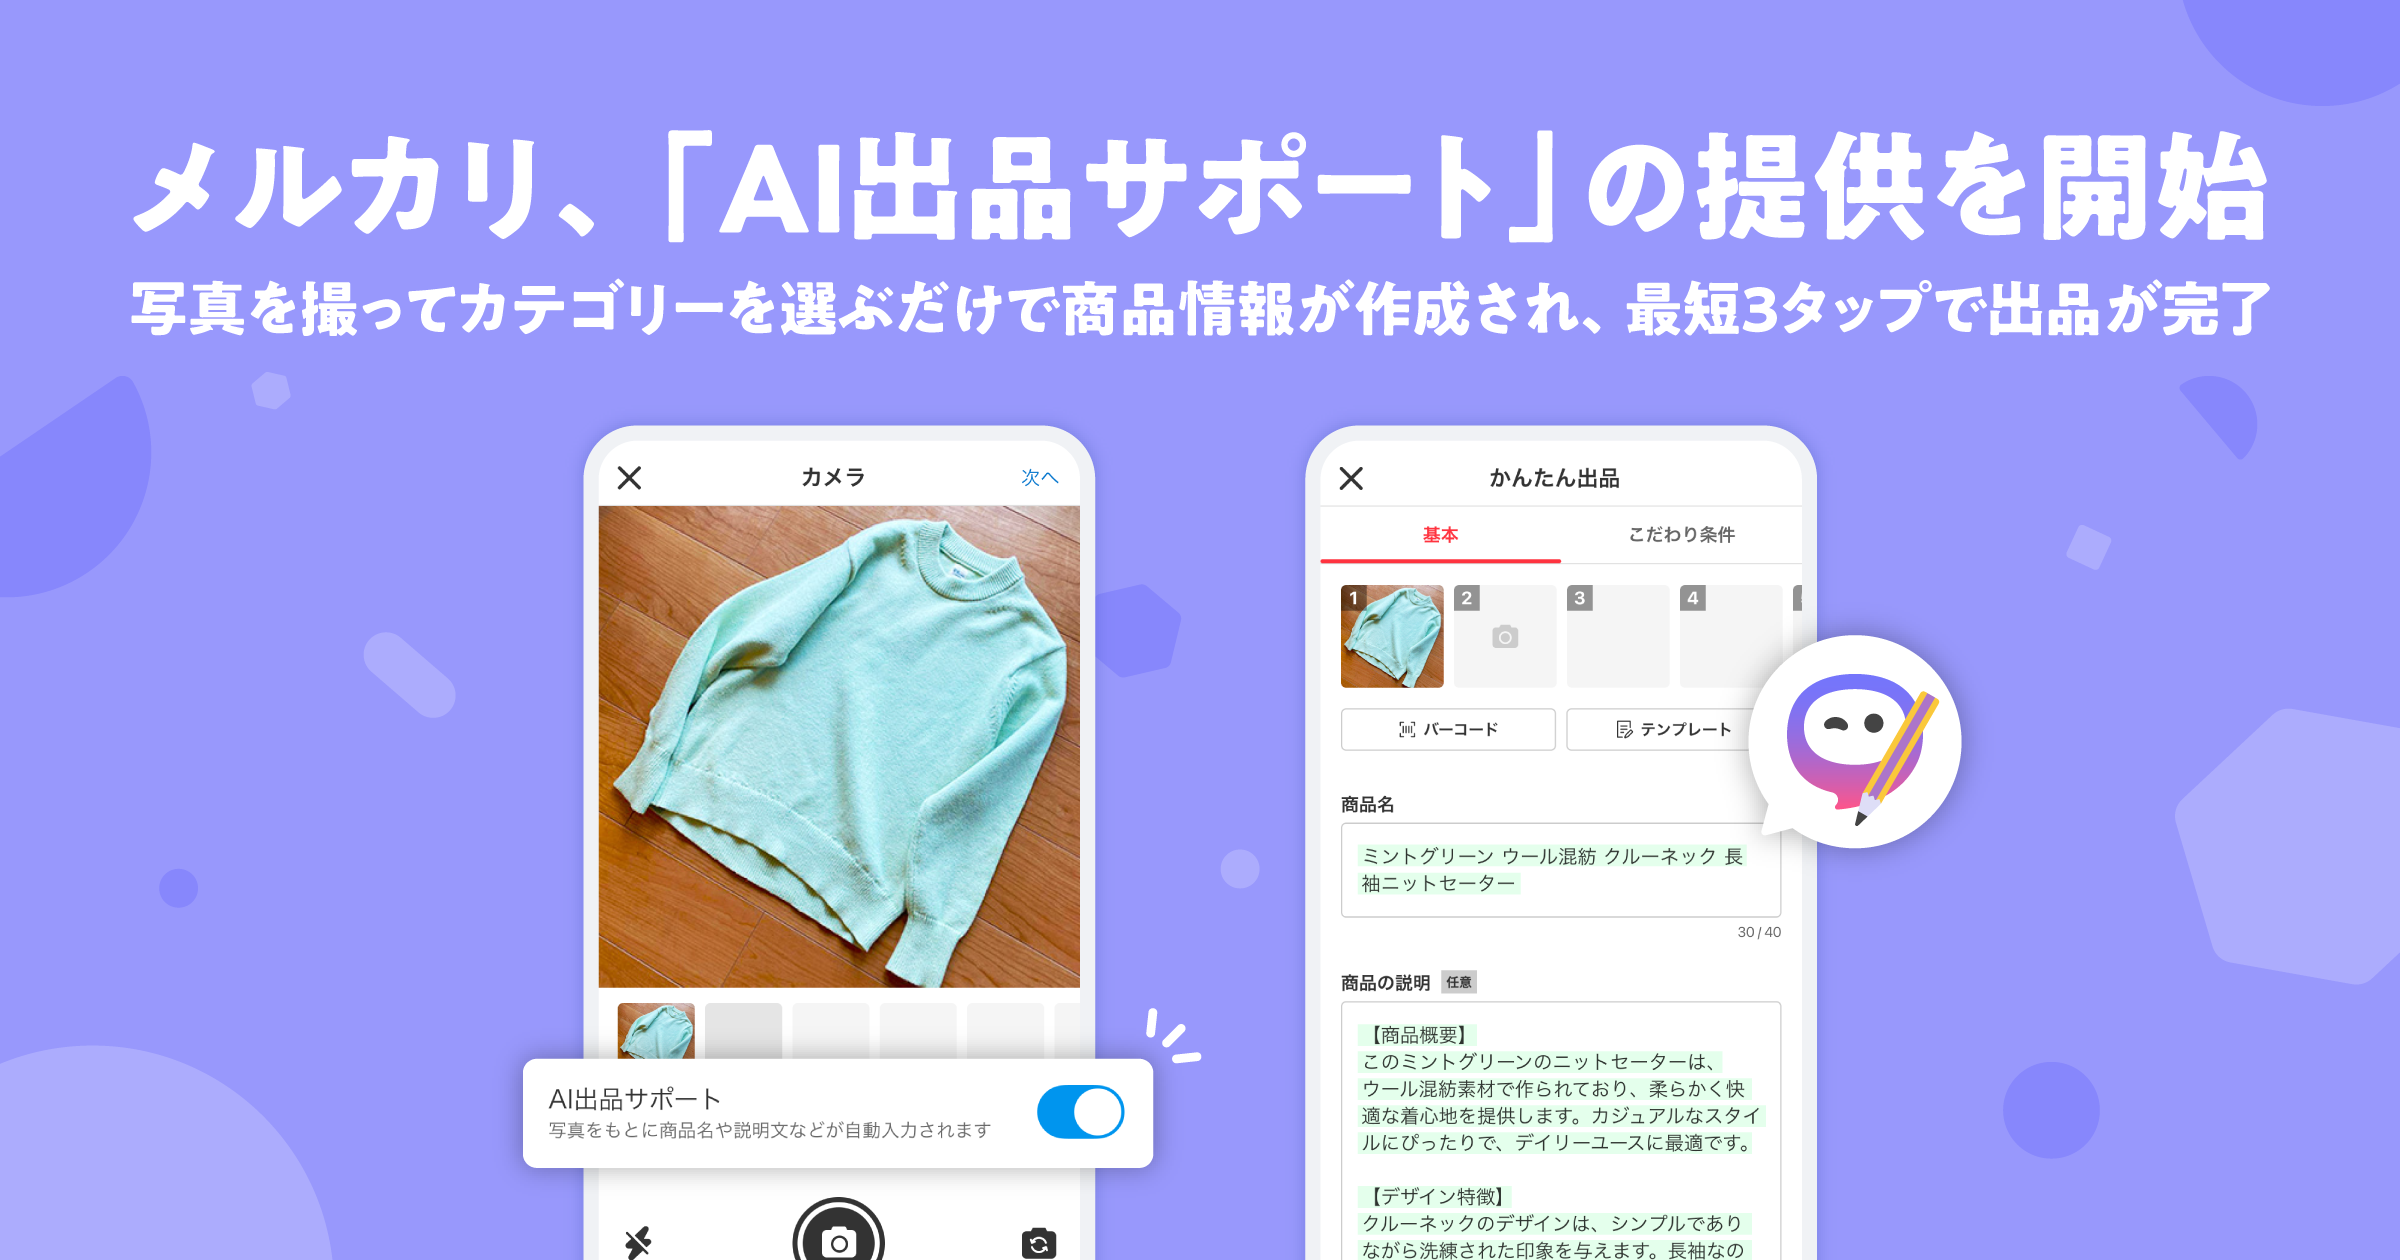 メルカリ、「AI出品サポート」の提供を開始
写真を撮ってカテゴリーを選ぶだけで商品情報が作成され、最短3タップで出品が完了
カメラ
次へ
AI出品サポート
写真をもとに商品名や説明文などが自動入力されます
かんたん出品
基本
こだわり条件
1
2
3
4
バーコード
テンプレート
商品名
ミントグリーン ウール混紡 クルーネック 長
袖ニットセーター
30 / 40
商品の説明 任意
【商品概要】
このミントグリーンのニットセーターは、
ウール混紡素材で作られており、柔らかく快
適な着心地を提供します。カジュアルなスタイ
ルにぴったりで、デイリーユースに最適です。
【デザイン特徴】
クルーネックのデザインは、シンプルであり
ながら洗練された印象を与えます。長袖なの